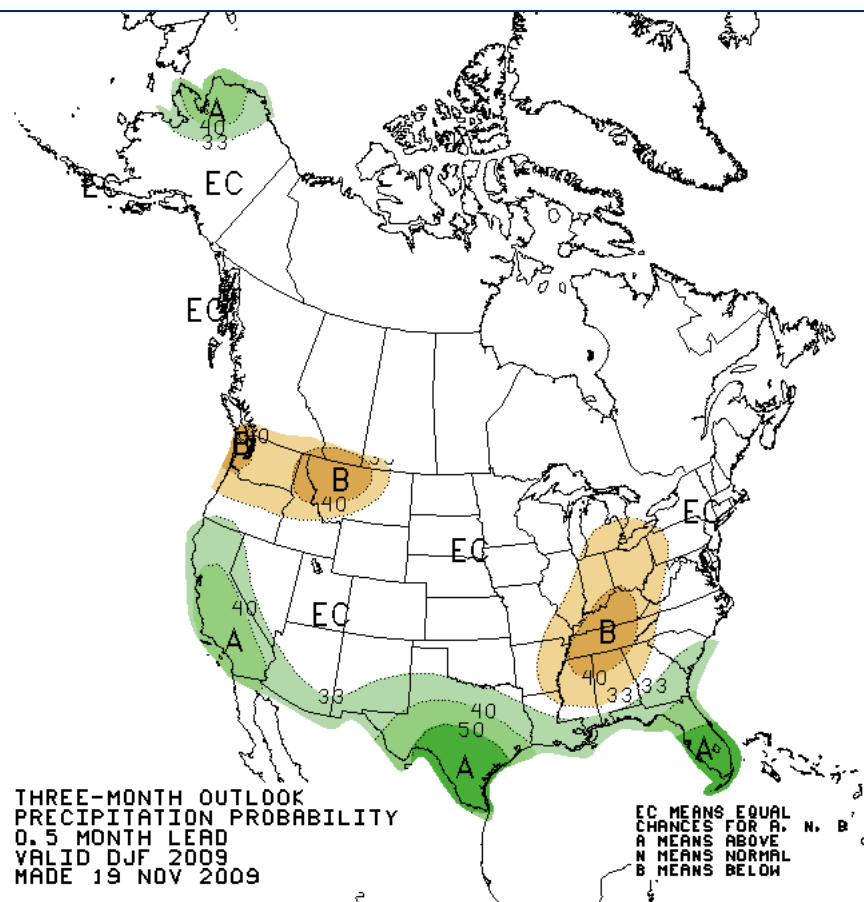 A
40
33
EC
EC
EC
B
40
33
B
40
EC
EC
40
A
EC
B
40
33
33
33
40
50
A
A
THREE-MONTH OUTLOOK
PRECIPITATION PROBABILITY
0.5 MONTH LEAD
VALID DJF 2009
MADE 19 NOV 2009
EC MEANS EQUAL
CHANCES FOR A, N, B
A MEANS ABOVE
N MEANS NORMAL
B MEANS BELOW